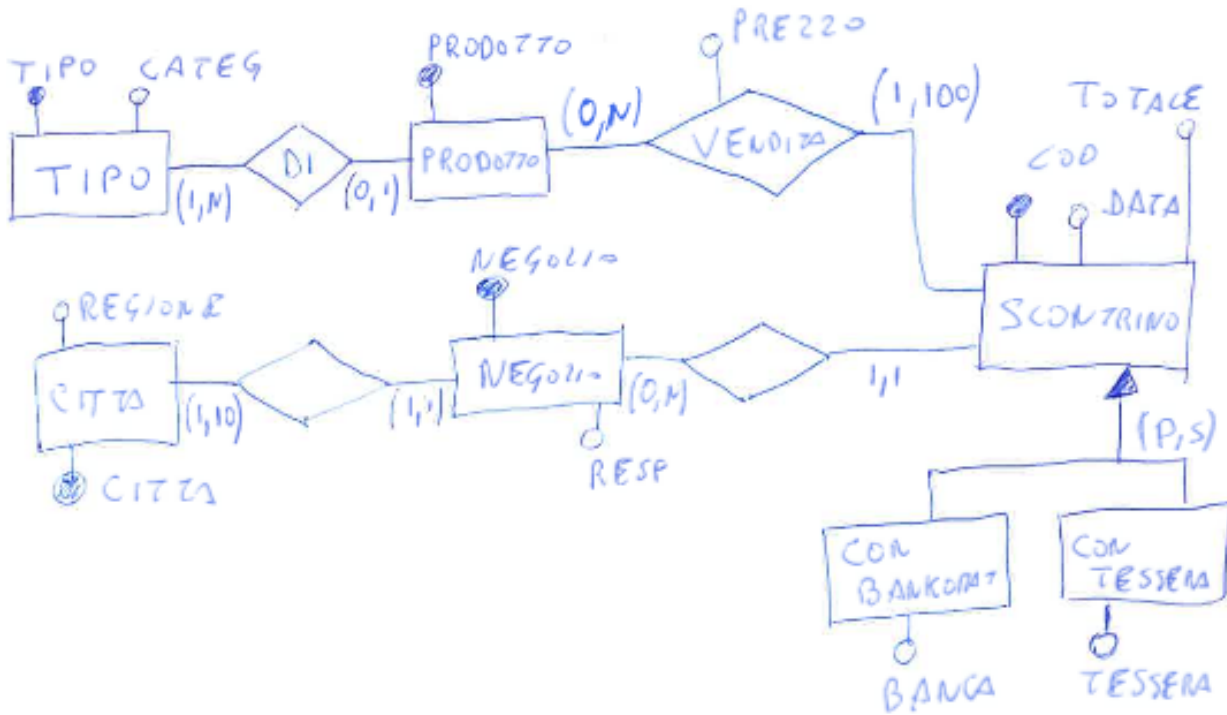 TIPO CATEG PRODOTTO PREZZO
TIPO (1,N) DI (0,1) PRODOTTO (0,N) VENDITA (1,100)
TOTALE
COD
DATA
SCONTRINO
REGIONE NEGOZIO
CITTA (1,10) (1,1) NEGOZIO (0,N) 1,1
CITTA
RESP
(P,S)
CON
BANKOMAT
CON
TESSERA
BANCA
TESSERA